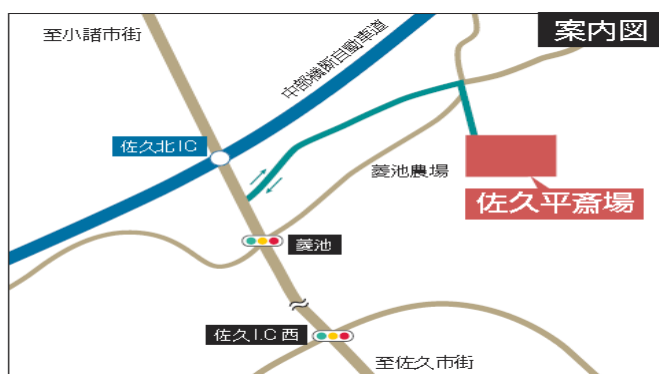 案内図
至小諸市街
中部横断自動車道
佐久北IC
菱池農場
佐久平斎場
菱池
佐久I.C西
至佐久市街